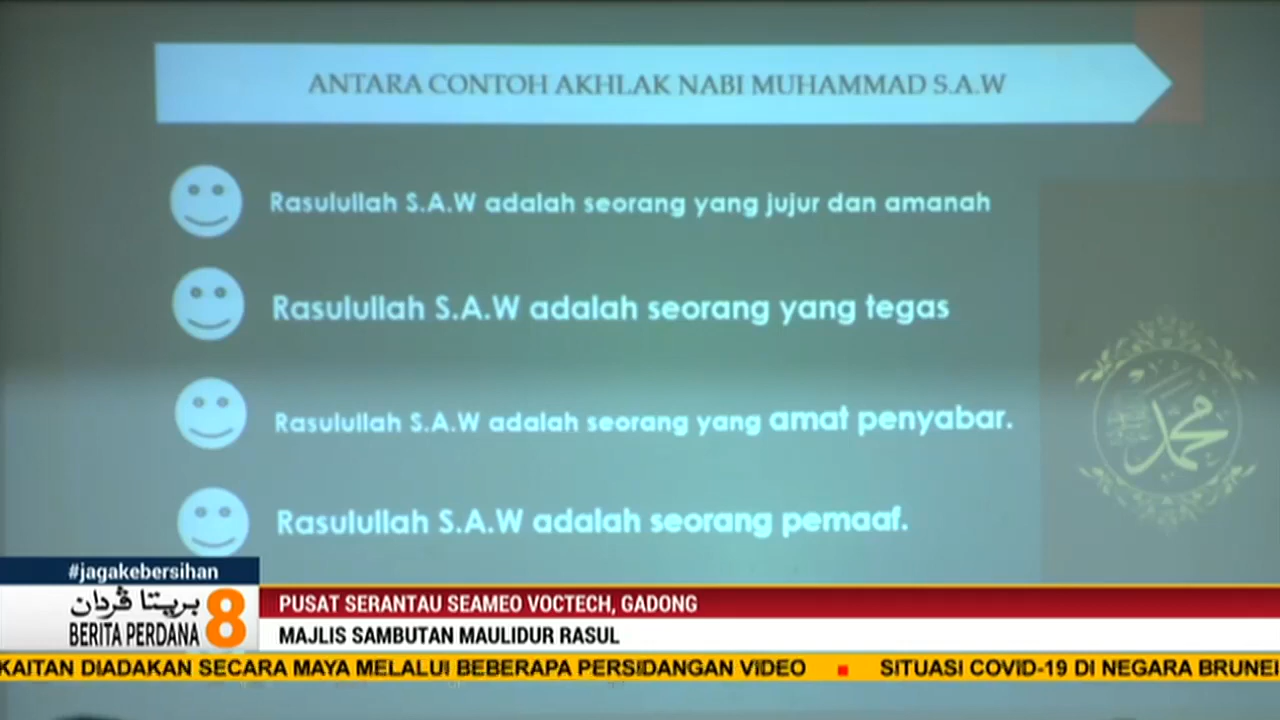 ANTARA CONTOH AKHLAK NABI MUHAMMAD S.A.W
Rasulullah S.A.W adalah seorang yang jujur dan amanah
Rasulullah S.A.W adalah seorang yang tegas
Rasulullah S.A.W adalah seorang yang amat penyabar.
Rasulullah S.A.W adalah seorang pemaaf.
محمد
#jagakebersihan
بريتا ڤردان 8
BERITA PERDANA
PUSAT SERANTAU SEAMEO VOCTECH, GADONG
MAJLIS SAMBUTAN MAULIDUR RASUL
KAITAN DIADAKAN SECARA MAYA MELALUI BEBERAPA PERSIDANGAN VIDEO ■ SITUASI COVID-19 DI NEGARA BRUNEI